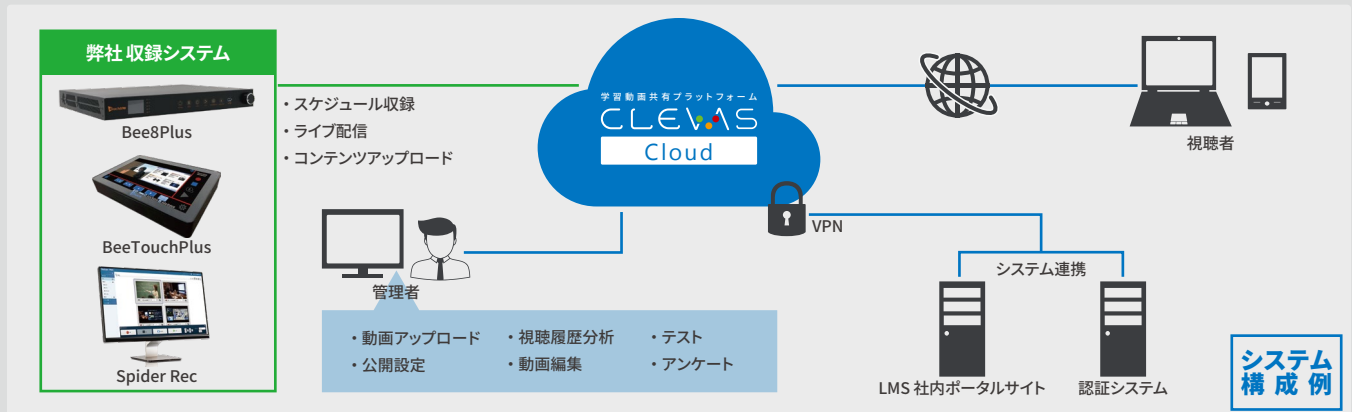 弊社 収録システム
Bee8Plus
BeeTouchPlus
Spider Rec
・スケジュール収録
・ライブ配信
・コンテンツアップロード
学習動画共有プラットフォーム
CLEVAS
Cloud
視聴者
VPN
管理者
・動画アップロード ・視聴履歴分析 ・テスト
・公開設定 ・動画編集 ・アンケート
システム連携
LMS 社内ポータルサイト 認証システム
システム
構成例